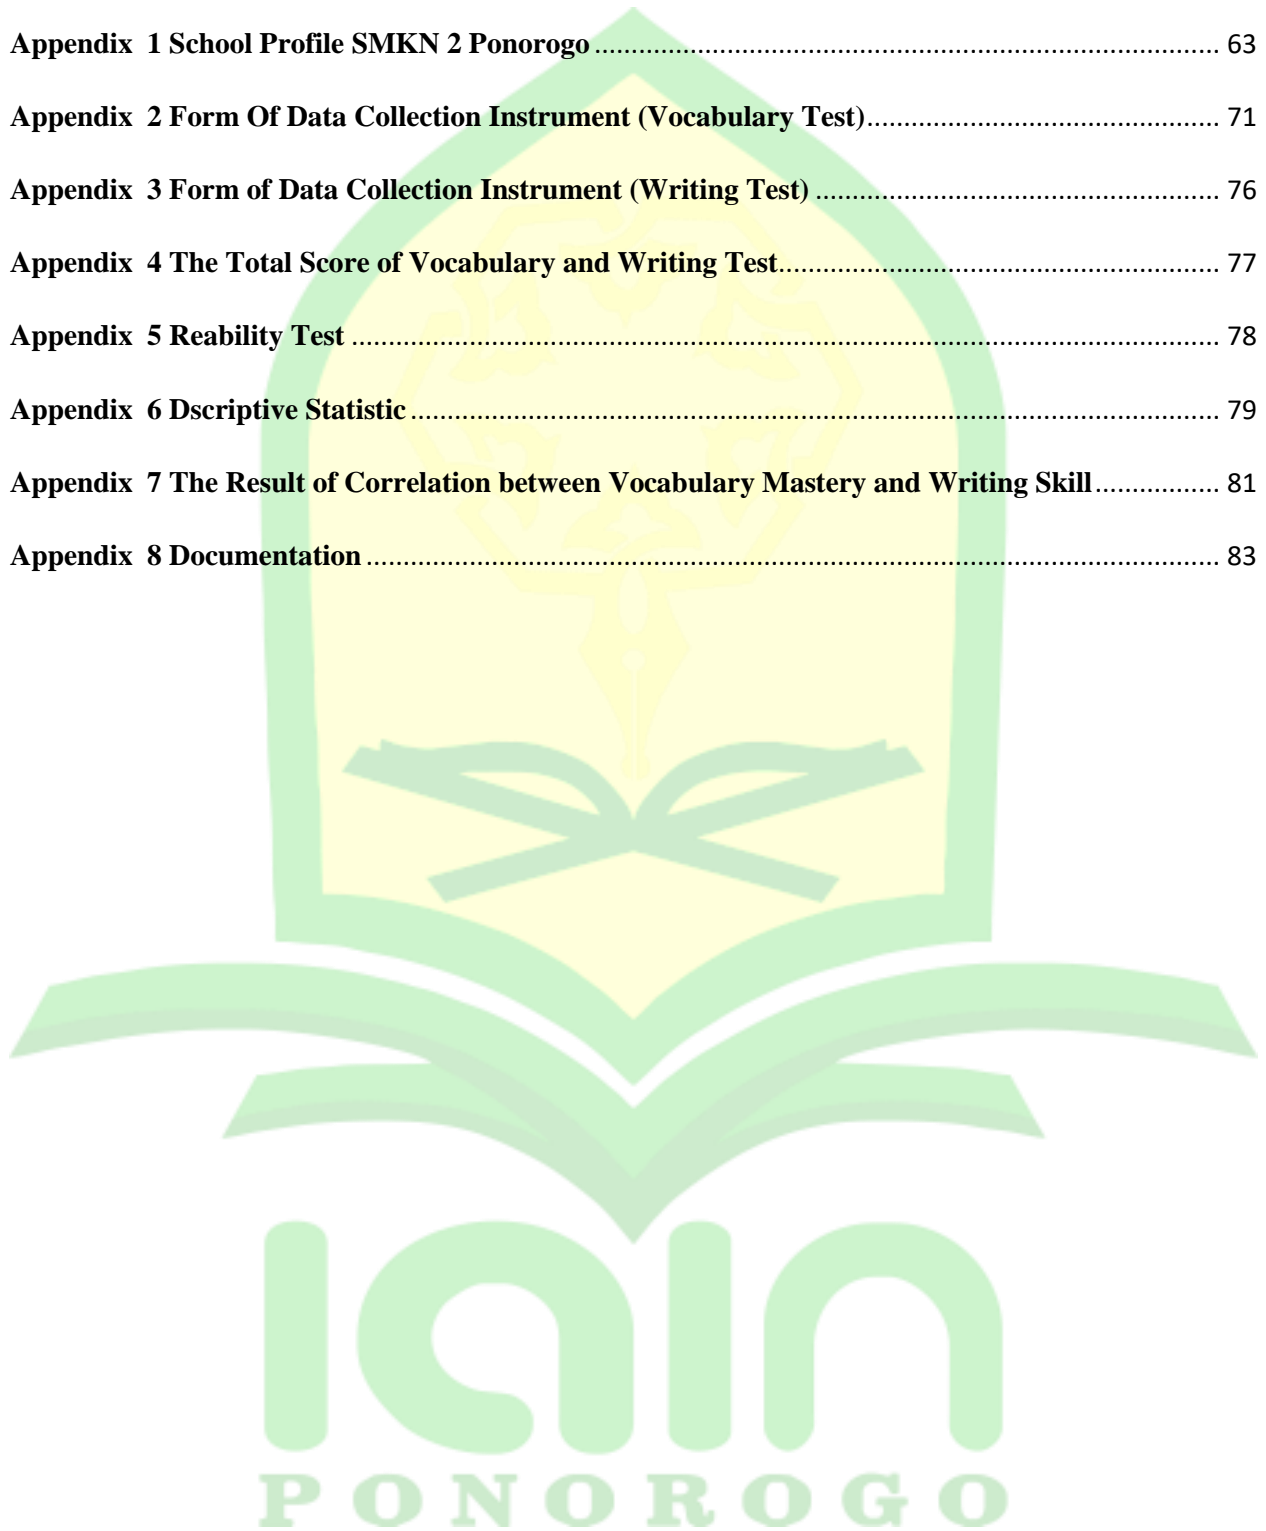 Appendix  1 School Profile SMKN 2 Ponorogo ........................................................................................ 63
Appendix  2 Form Of Data Collection Instrument (Vocabulary Test) .................................................. 71
Appendix  3 Form of Data Collection Instrument (Writing Test) ......................................................... 76
Appendix  4 The Total Score of Vocabulary and Writing Test .............................................................. 77
Appendix  5 Reability Test ......................................................................................................................... 78
Appendix  6 Dscriptive Statistic ................................................................................................................. 79
Appendix  7 The Result of Correlation between Vocabulary Mastery and Writing Skill ................. 81
Appendix  8 Documentation ....................................................................................................................... 83
iain
PONOROGO